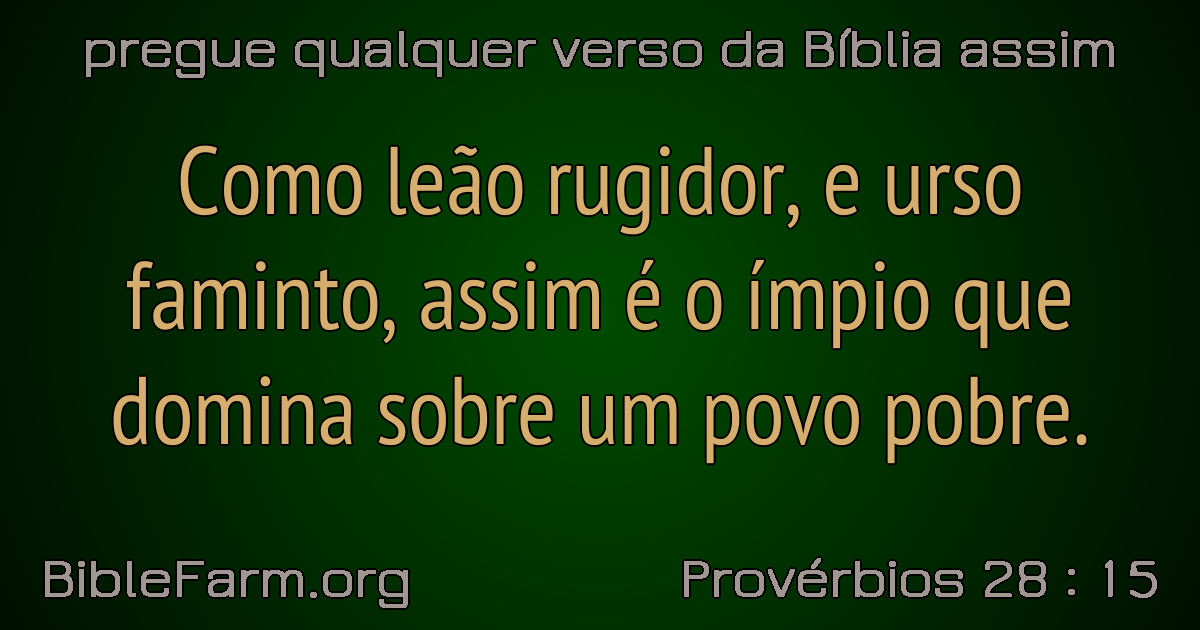 pregue qualquer verso da Bíblia assim
Como leão rugidor, e urso
faminto, assim é o ímpio que
domina sobre um povo pobre.
BibleFarm.org
Provérbios 28 : 15